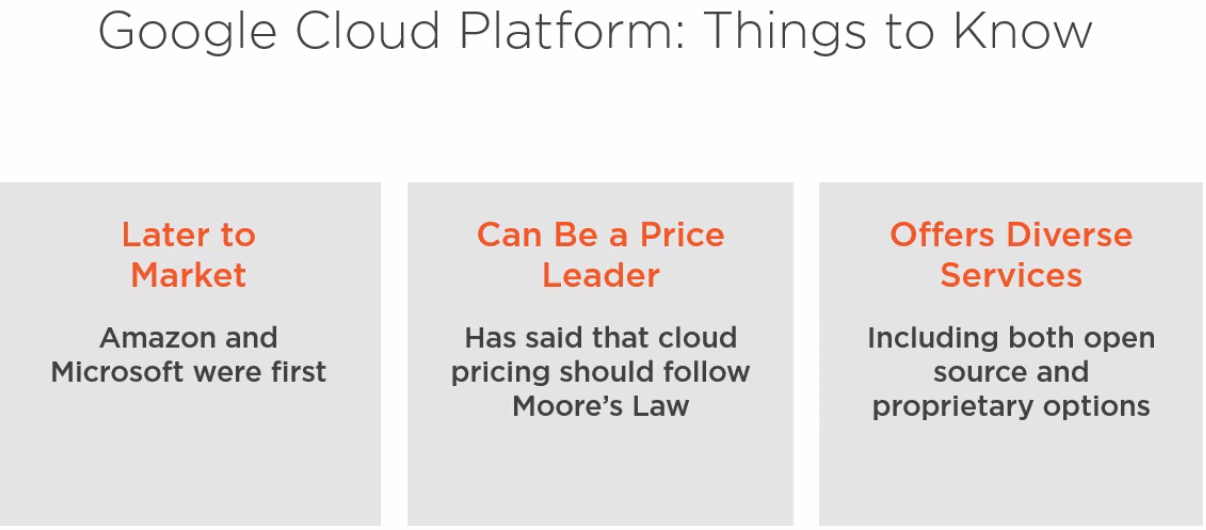 Google Cloud Platform: Things to Know
Later to
Market
Amazon and
Microsoft were first
Can Be a Price
Leader
Has said that cloud
pricing should follow
Moore’s Law
Offers Diverse
Services
Including both open
source and
proprietary options